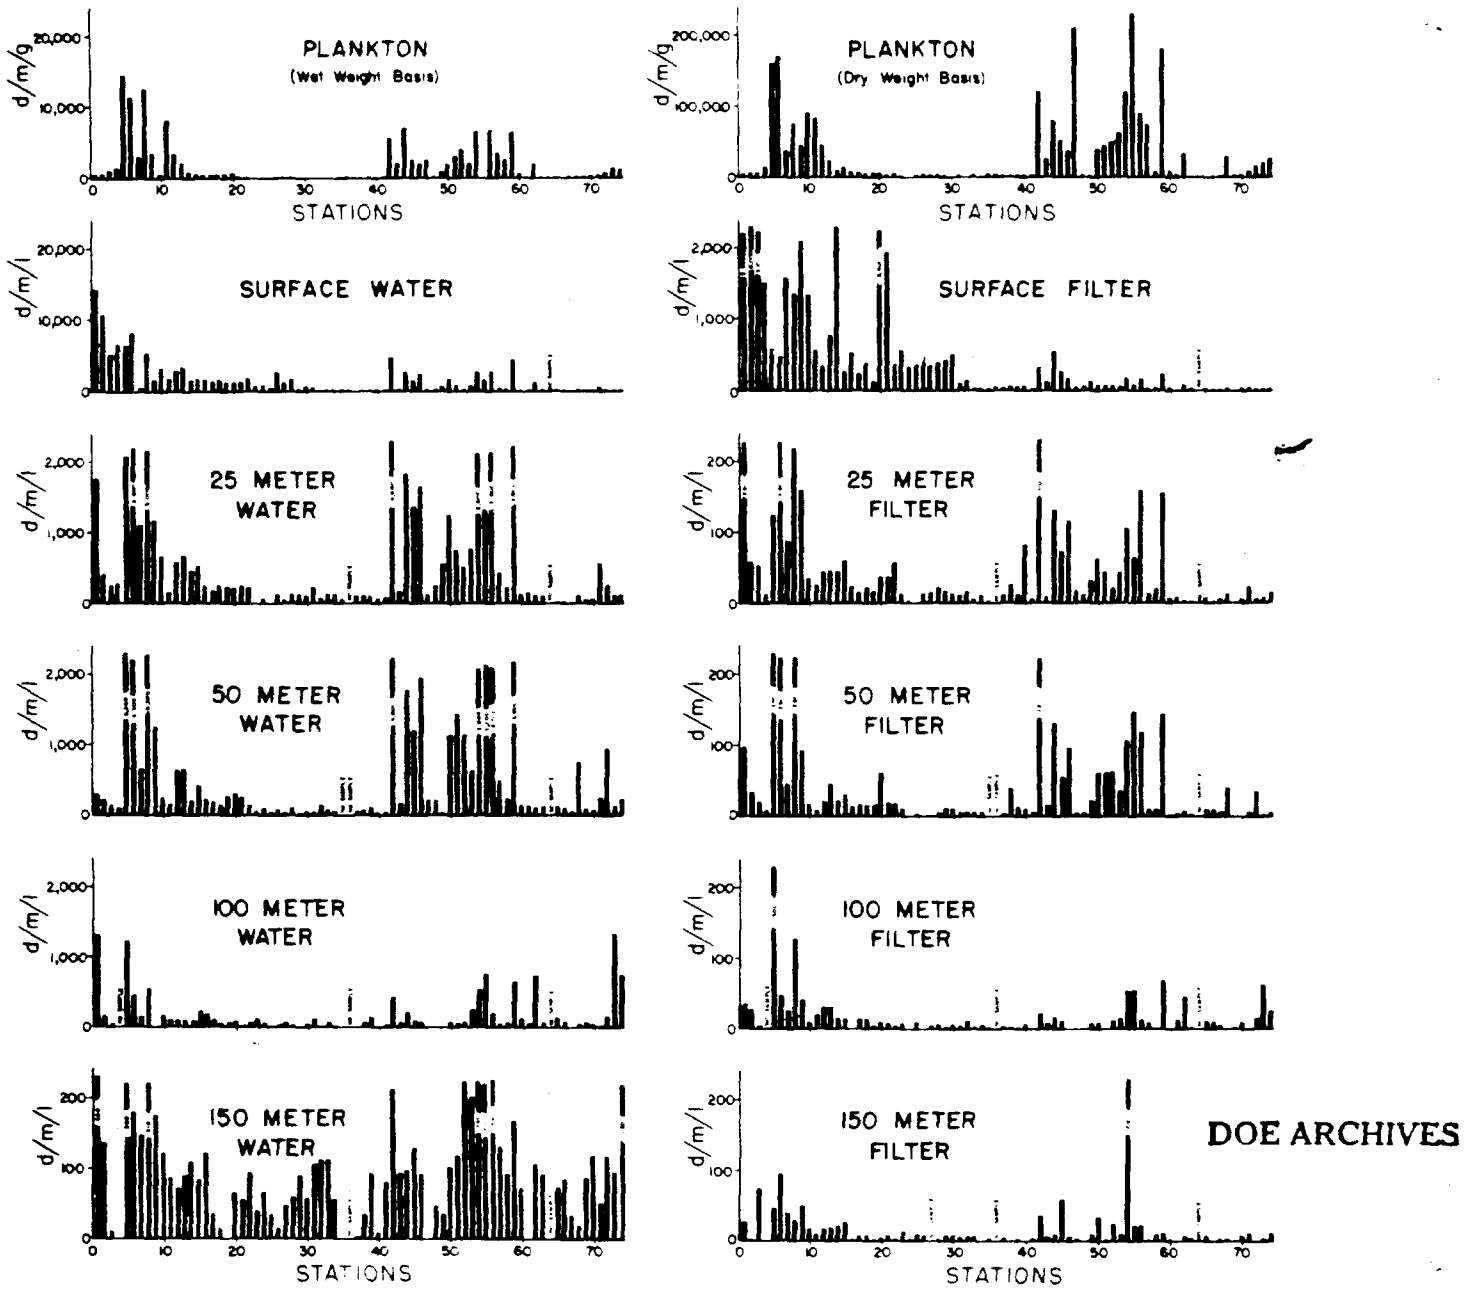 PLANKTON
(Wet Weight Basis)
d/m/g
20,000
10,000
0
0 10 20 30 40 50 60 70
STATIONS
PLANKTON
(Dry Weight Basis)
d/m/g
200,000
100,000
0
0 10 20 30 40 50 60 70
STATIONS
SURFACE WATER
d/m/l
20,000
10,000
0
SURFACE FILTER
d/m/l
2,000
1,000
0
25 METER
WATER
d/m/l
2,000
1,000
0
25 METER
FILTER
d/m/l
200
100
0
50 METER
WATER
d/m/l
2,000
1,000
0
50 METER
FILTER
d/m/l
200
100
0
100 METER
WATER
d/m/l
2,000
1,000
0
100 METER
FILTER
d/m/l
200
100
0
150 METER
WATER
d/m/l
200
100
0
0 10 20 30 40 50 60 70
STATIONS
150 METER
FILTER
d/m/l
200
100
0
0 10 20 30 40 50 60 70
STATIONS
DOE ARCHIVES